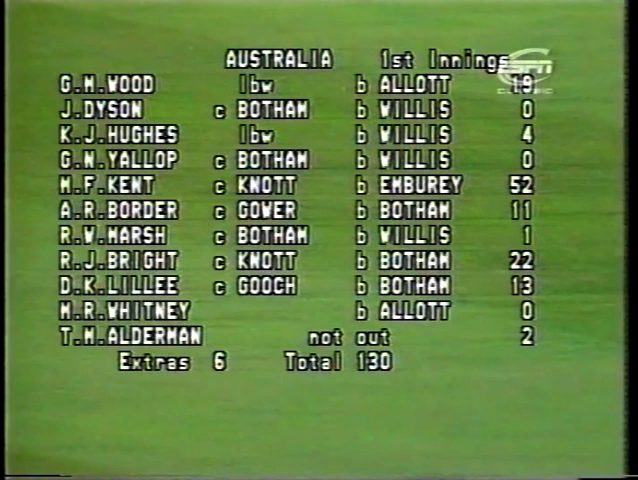 AUSTRALIA 1st Innings
ESPN
CLASSIC
G.M.WOOD lbw b ALLOTT 19
J.DYSON c BOTHAM b WILLIS 0
K.J.HUGHES lbw b WILLIS 4
G.N.YALLOP c BOTHAM b WILLIS 0
M.F.KENT c KNOTT b EMBUREY 52
A.R.BORDER c GOWER b BOTHAM 11
R.W.MARSH c BOTHAM b WILLIS 1
R.J.BRIGHT c KNOTT b BOTHAM 22
D.K.LILLEE c GOOCH b BOTHAM 13
M.R.WHITNEY b ALLOTT 0
T.M.ALDERMAN not out 2
Extras 6 Total 130